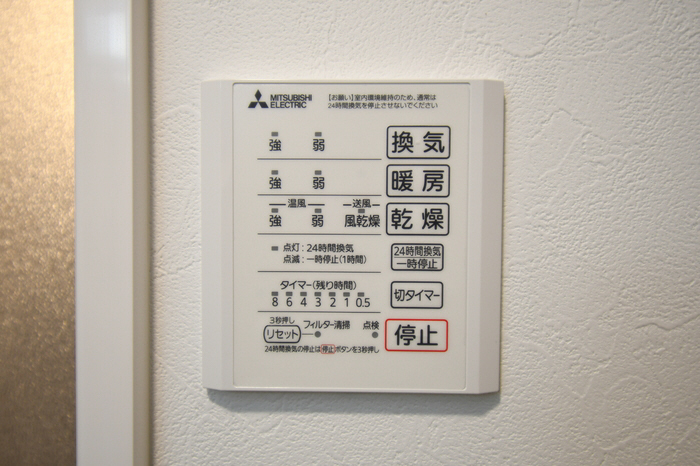 MITSUBISHI
ELECTRIC
【お願い】室内環境維持のため、通常は
24時間換気を停止させないでください
強 弱 換気
強 弱 暖房
温風 送風
強 弱 風乾燥 乾燥
点灯:24時間換気
点滅:一時停止(1時間)
24時間換気
一時停止
タイマー(残り時間)
8 6 4 3 2 1 0.5
切タイマー
3秒押し
リセット フィルター清掃 点検
停止
24時間換気の停止は停止ボタンを3秒押し